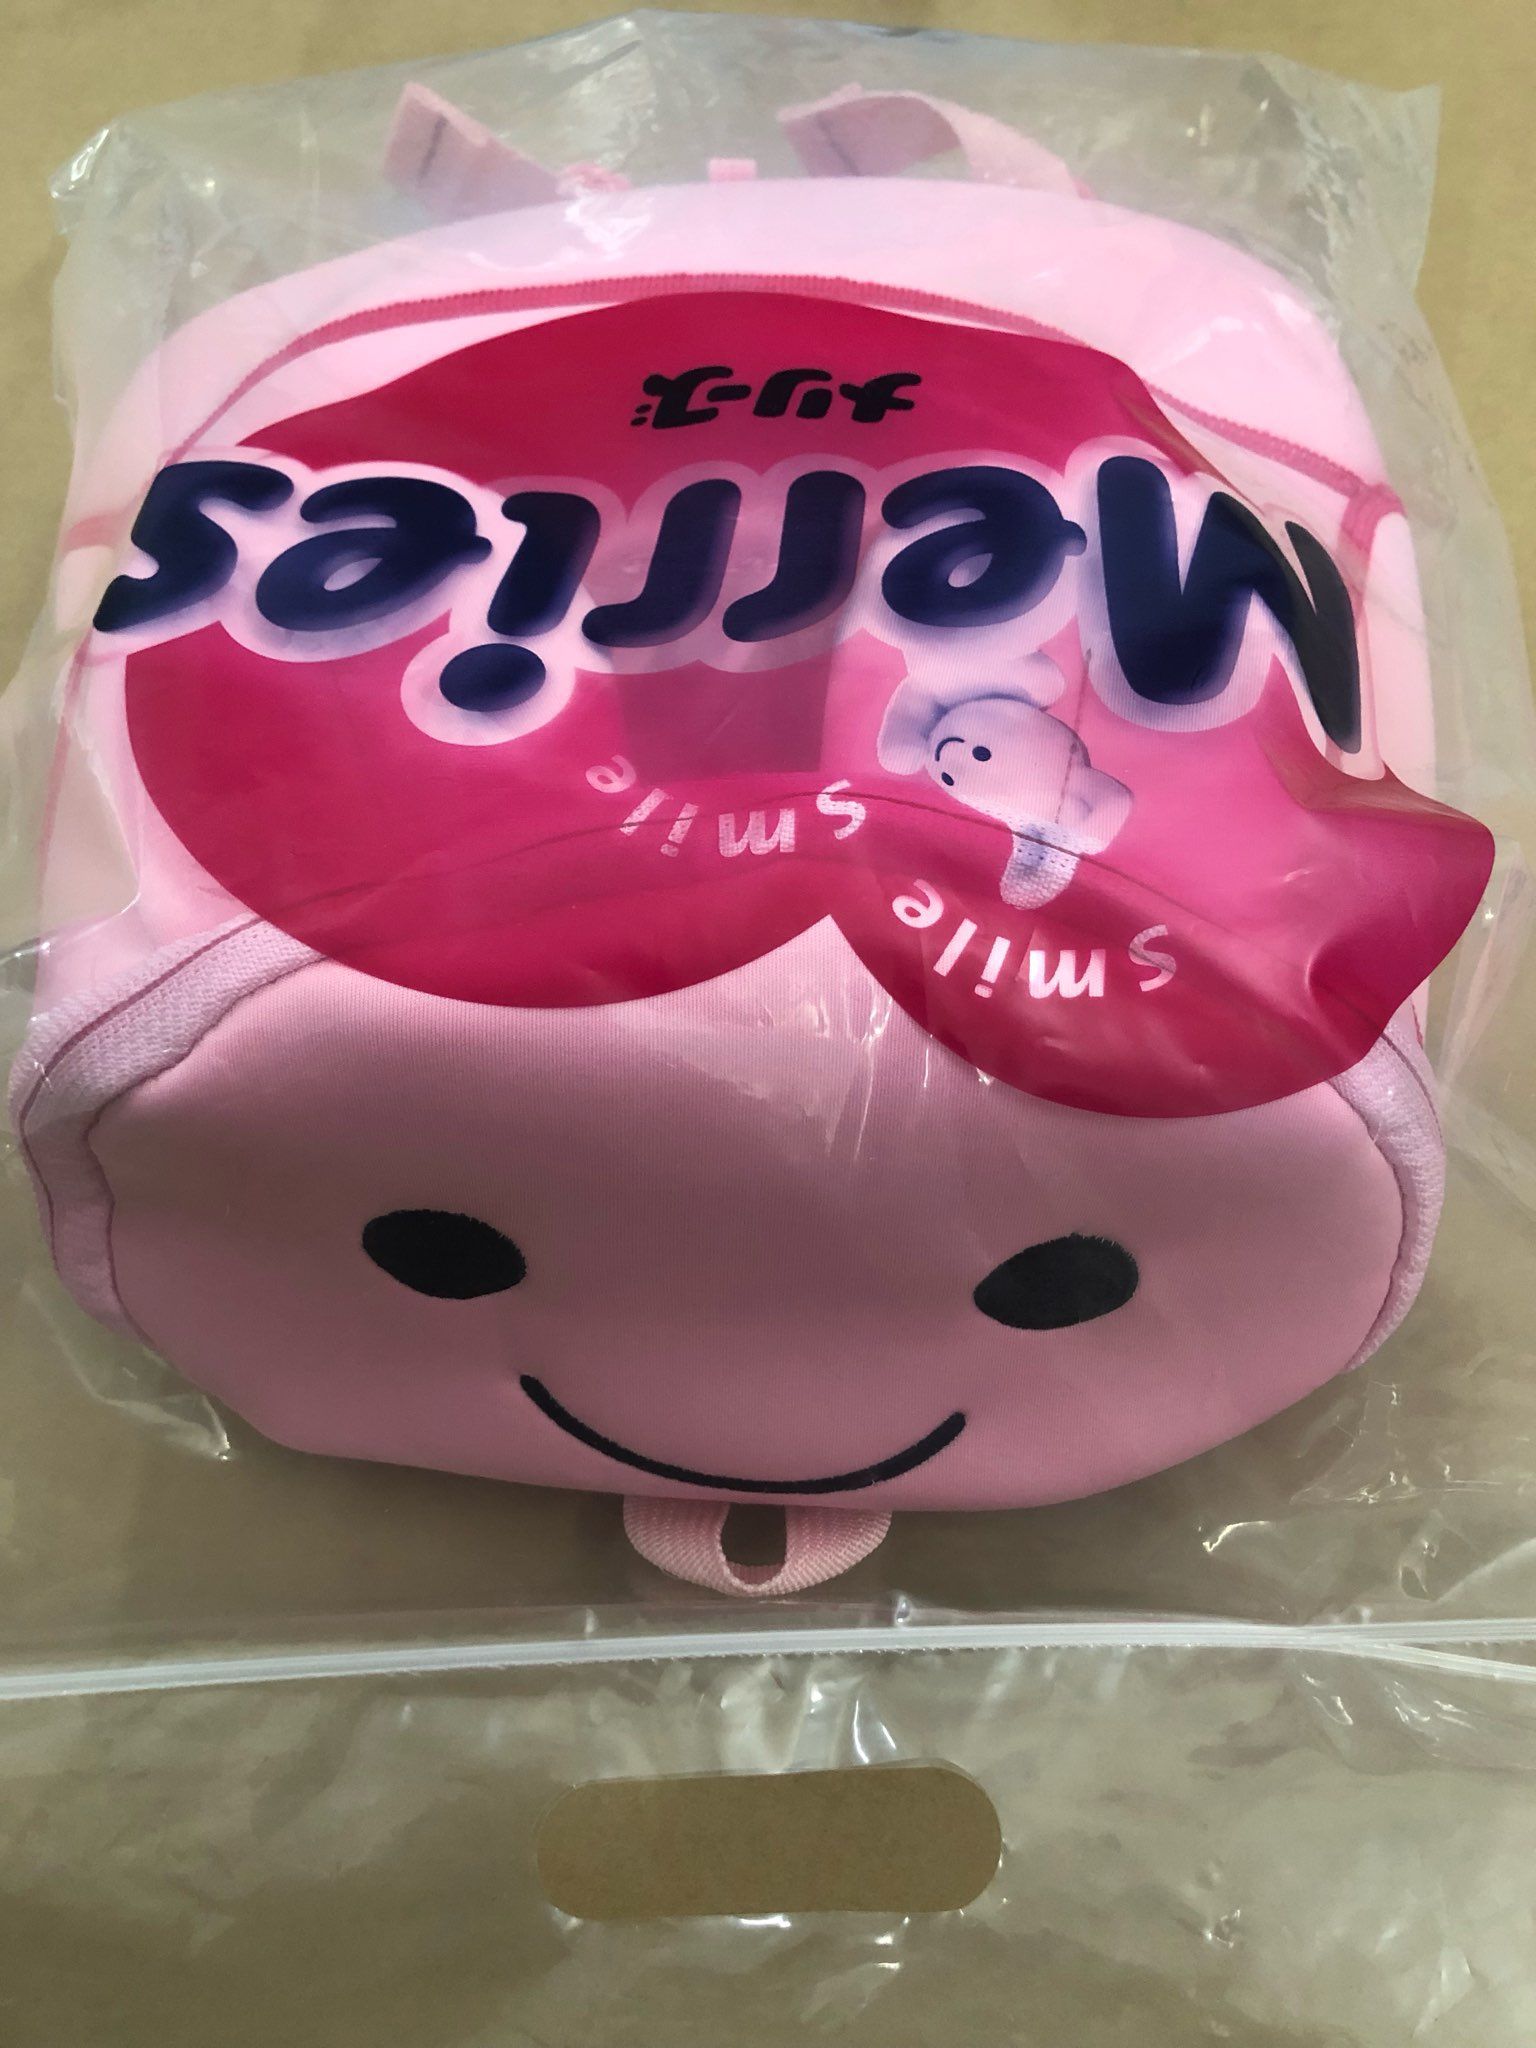 smile smile
Merries
メリーズ